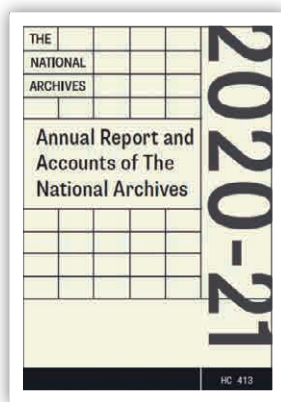 THE
NATIONAL
ARCHIVES
Annual Report and
Accounts of The
National Archives
2020-21
HC 413